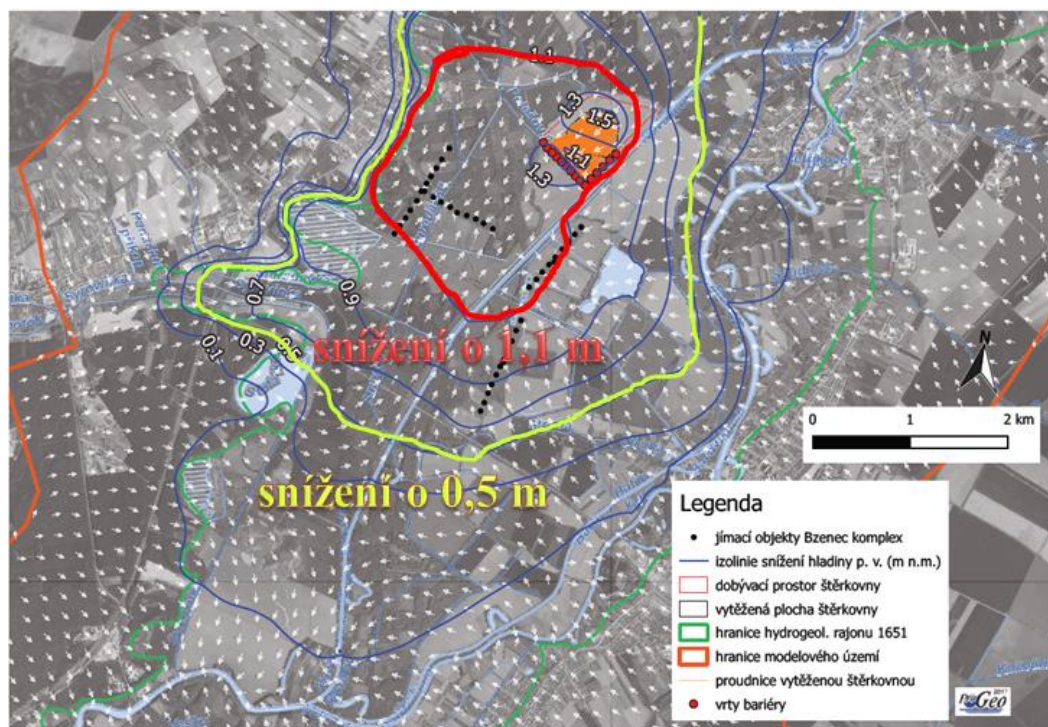 1.1
1.3
1.5
1.1
1.3
0.9
0.7
0.5
0.3
0.1
snížení o 1,1 m
snížení o 0,5 m
N
0 1 2 km
Legenda
jímací objekty Bzenec komplex
izolinie snížení hladiny p. v. (m n.m.)
dobývací prostor štěrkovny
vytěžená plocha štěrkovny
hranice hydrogeol. rajonu 1651
hranice modelového území
proudnice vytěženou štěrkovnou
vrty bariéry
ProGeo